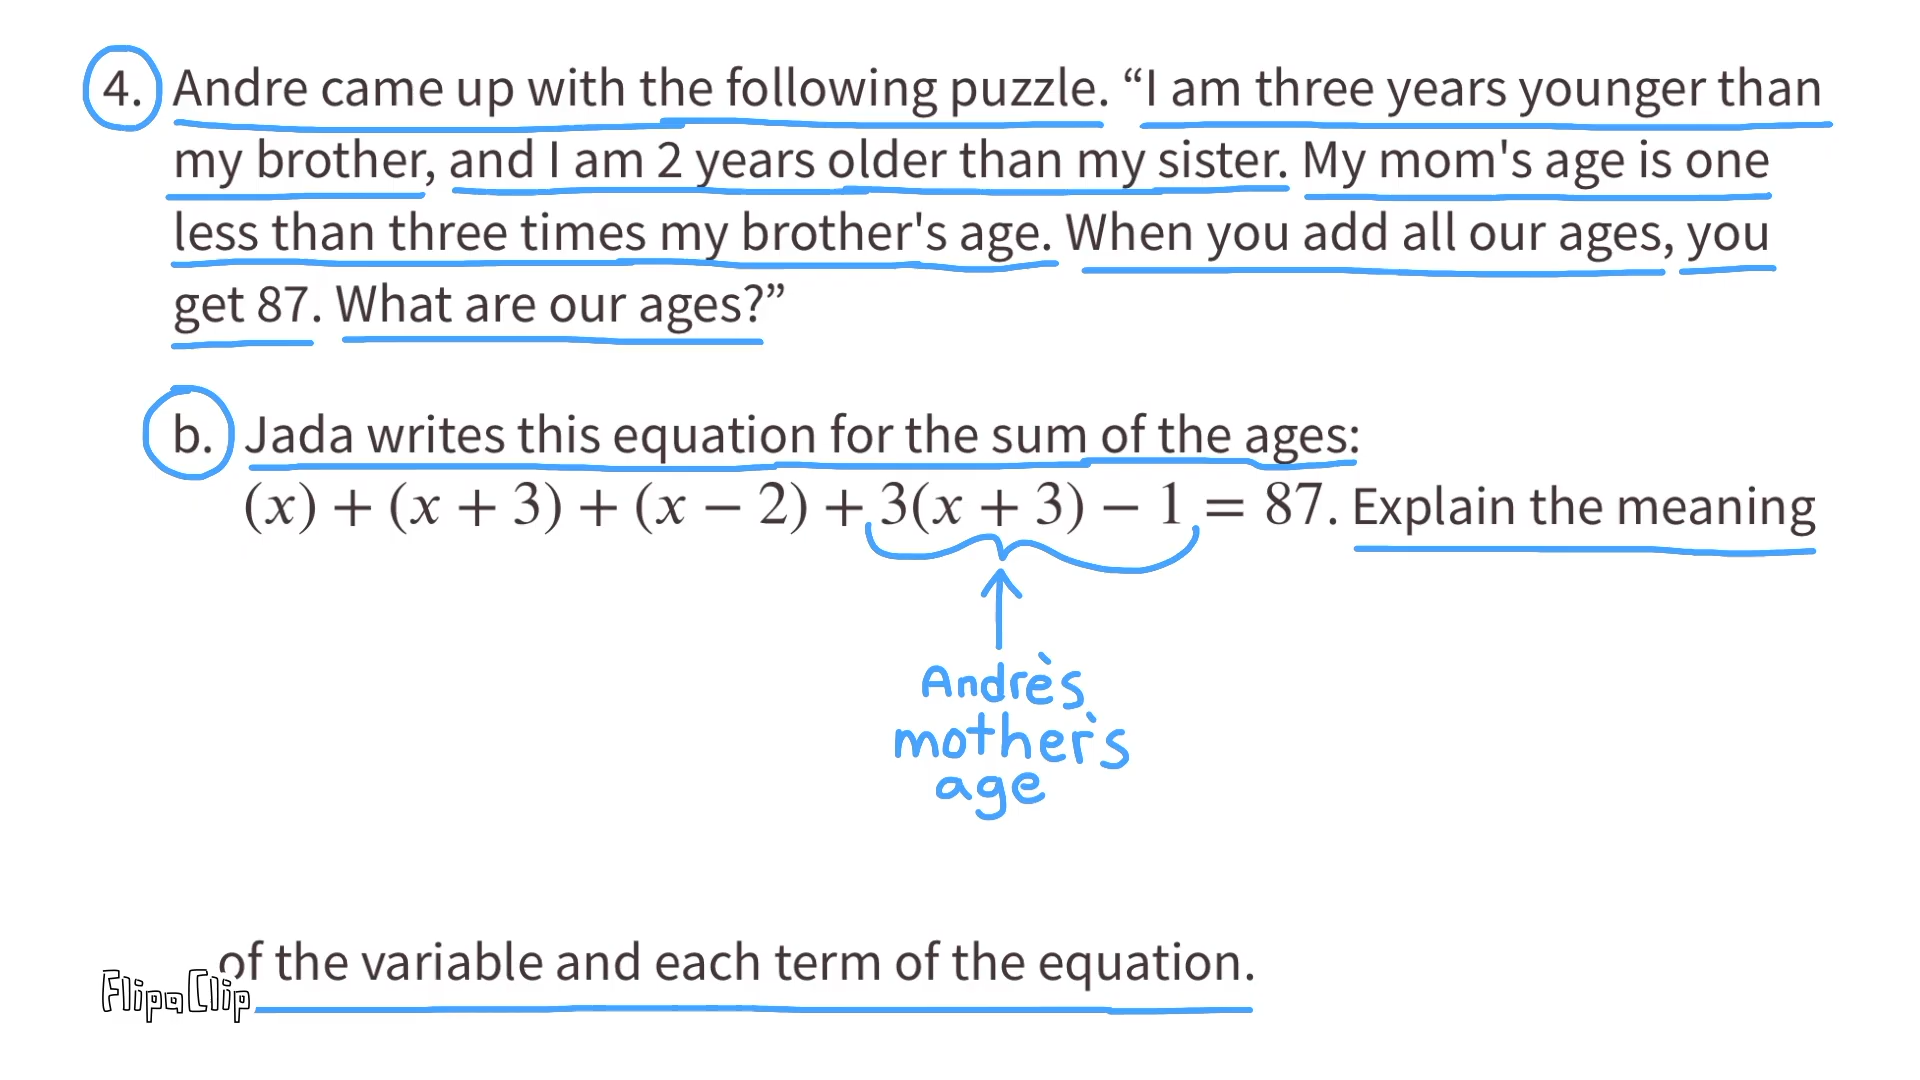 4. Andre came up with the following puzzle. “I am three years younger than
my brother, and I am 2 years older than my sister. My mom's age is one
less than three times my brother's age. When you add all our ages, you
get 87. What are our ages?”
b. Jada writes this equation for the sum of the ages:
(x) + (x + 3) + (x − 2) + 3(x + 3) − 1 = 87. Explain the meaning
Andre's
mother's
age
of the variable and each term of the equation.
FlipaClip